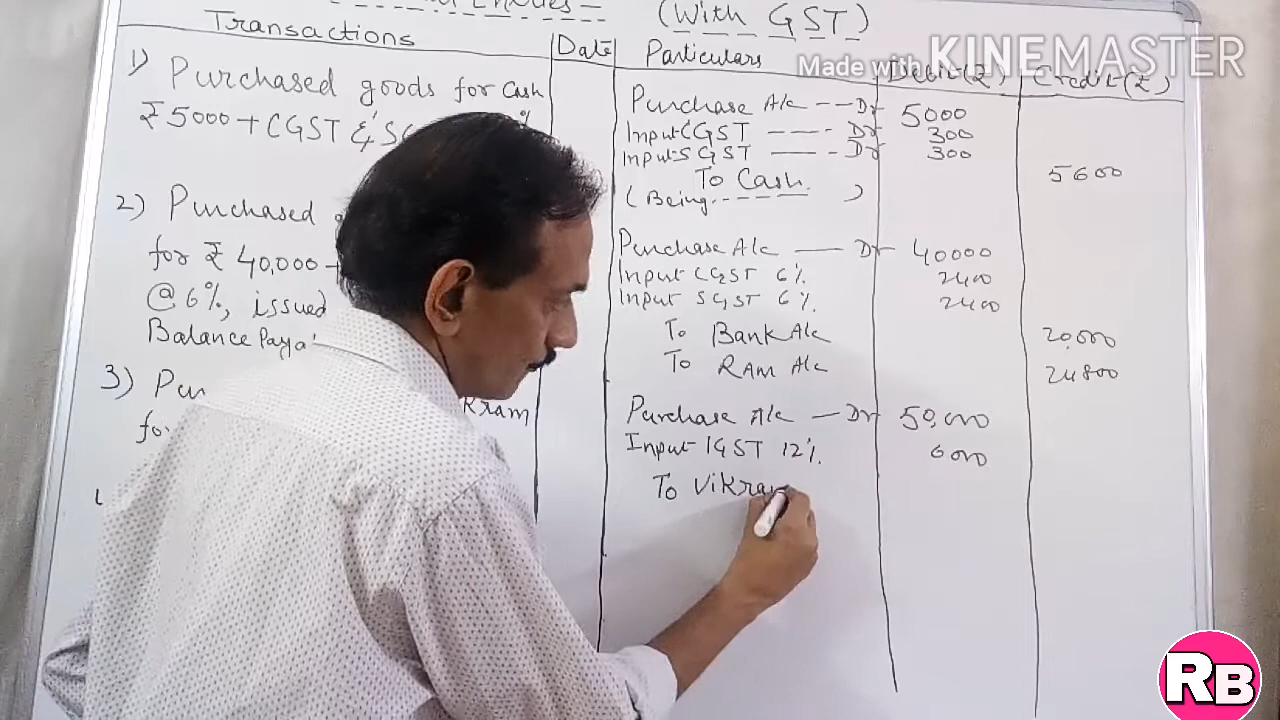 (With GST)
Transactions
Date
Particulars
Debit (₹)
Credit (₹)
Made with KINEMASTER
1) Purchased goods for Cash
₹5000 + CGST &
%
Purchase A/c -- Dr 5000
Input CGST --- Dr 300
Input SGST --- Dr 300
To Cash. 5600
(Being------)
2) Purchased
for ₹ 40,000
@ 6%, issued
Balance Paya
Purchase A/c — Dr 40000
Input CGST 6% 2400
Input SGST 6% 2400
To Bank A/c 20,000
To RAM A/c 24800
3) Pur
kram
for
Purchase A/c — Dr 50,000
Input IGST 12% 6000
To Vikram
RB